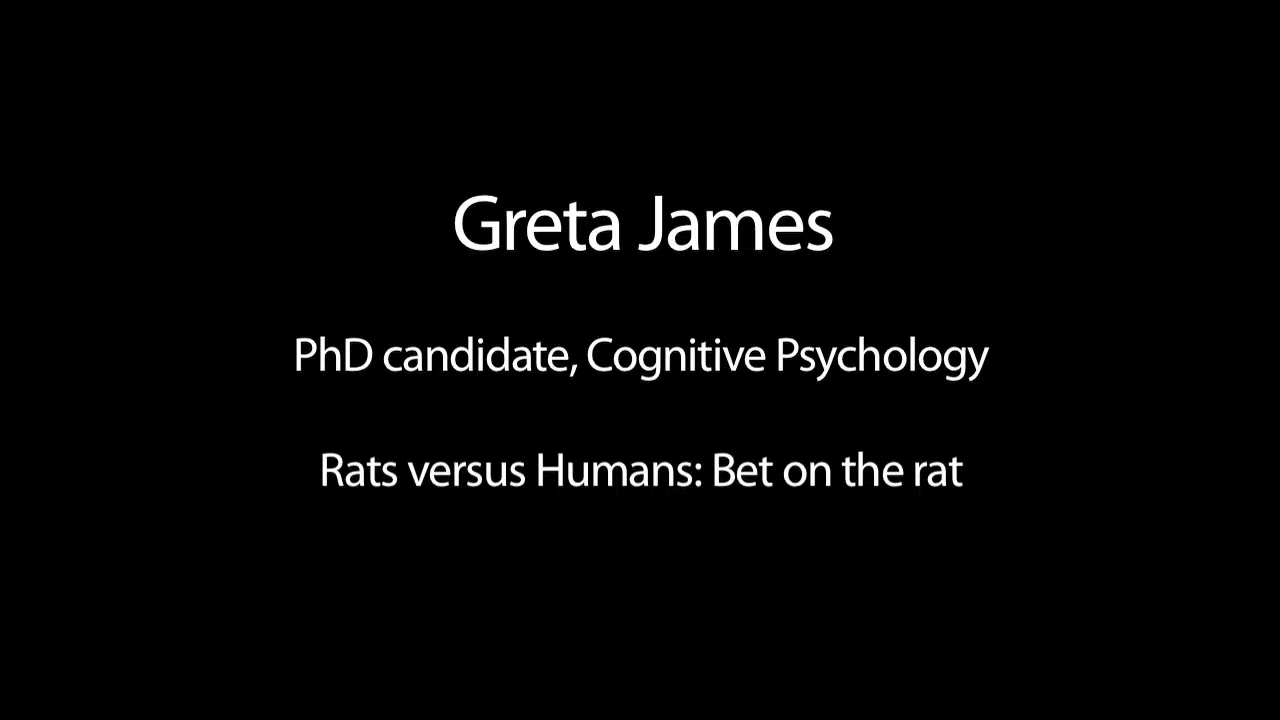 Greta James
PhD candidate, Cognitive Psychology
Rats versus Humans: Bet on the rat